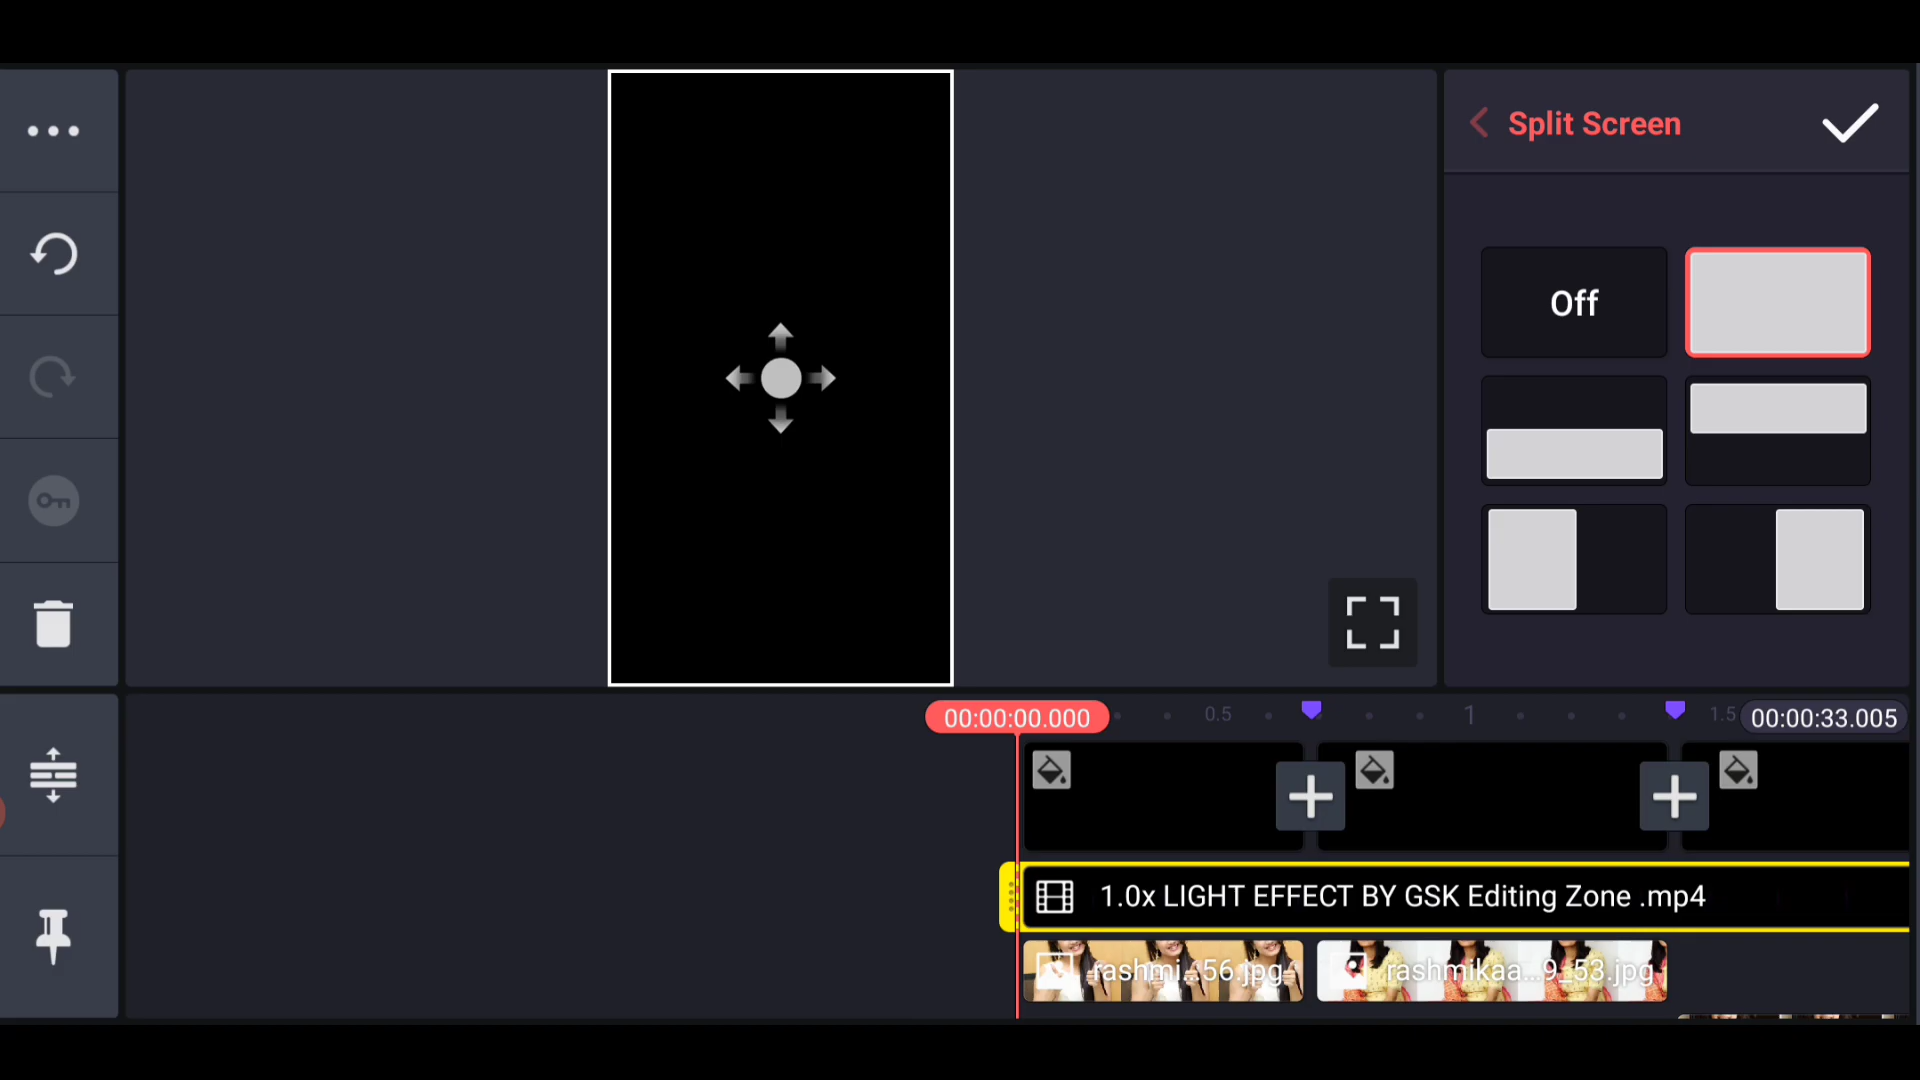 Split Screen
Off
00:00:00.000
0.5
1
1.5
00:00:33.005
1.0x LIGHT EFFECT BY GSK Editing Zone .mp4
rashmi...56.jpg
rashmikaa...9_53.jpg